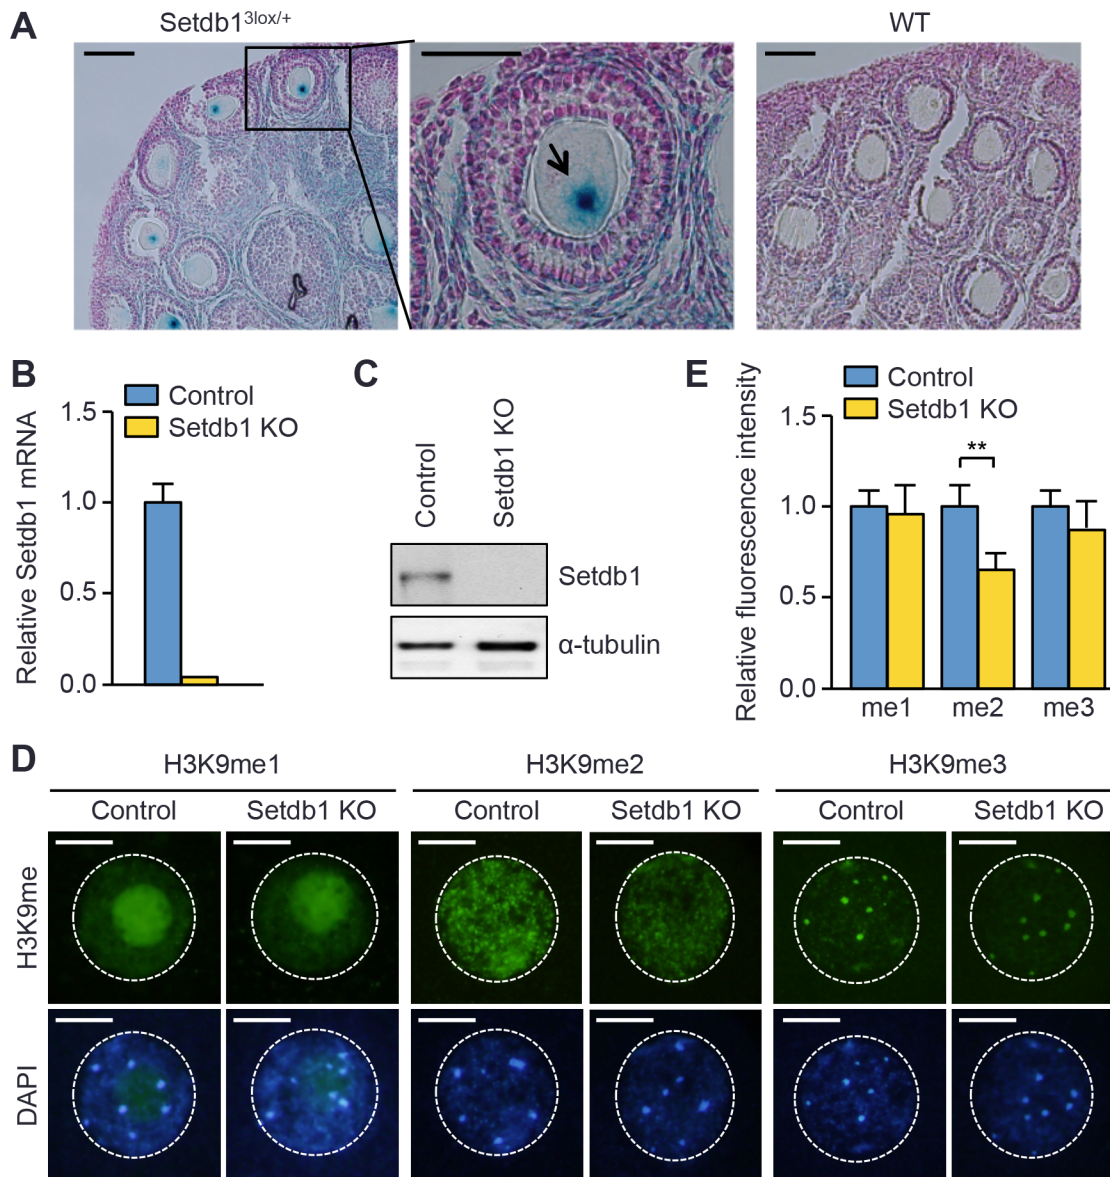 A
Setdb13lox/+
WT
B
Control
Setdb1 KO
Relative Setdb1 mRNA
1.5
1.0
0.5
0.0
C
Control
Setdb1 KO
Setdb1
α-tubulin
E
Control
Setdb1 KO
Relative fluorescence intensity
1.5
**
1.0
0.5
0.0
me1 me2 me3
D
H3K9me1 H3K9me2 H3K9me3
Control Setdb1 KO Control Setdb1 KO Control Setdb1 KO
H3K9me
DAPI